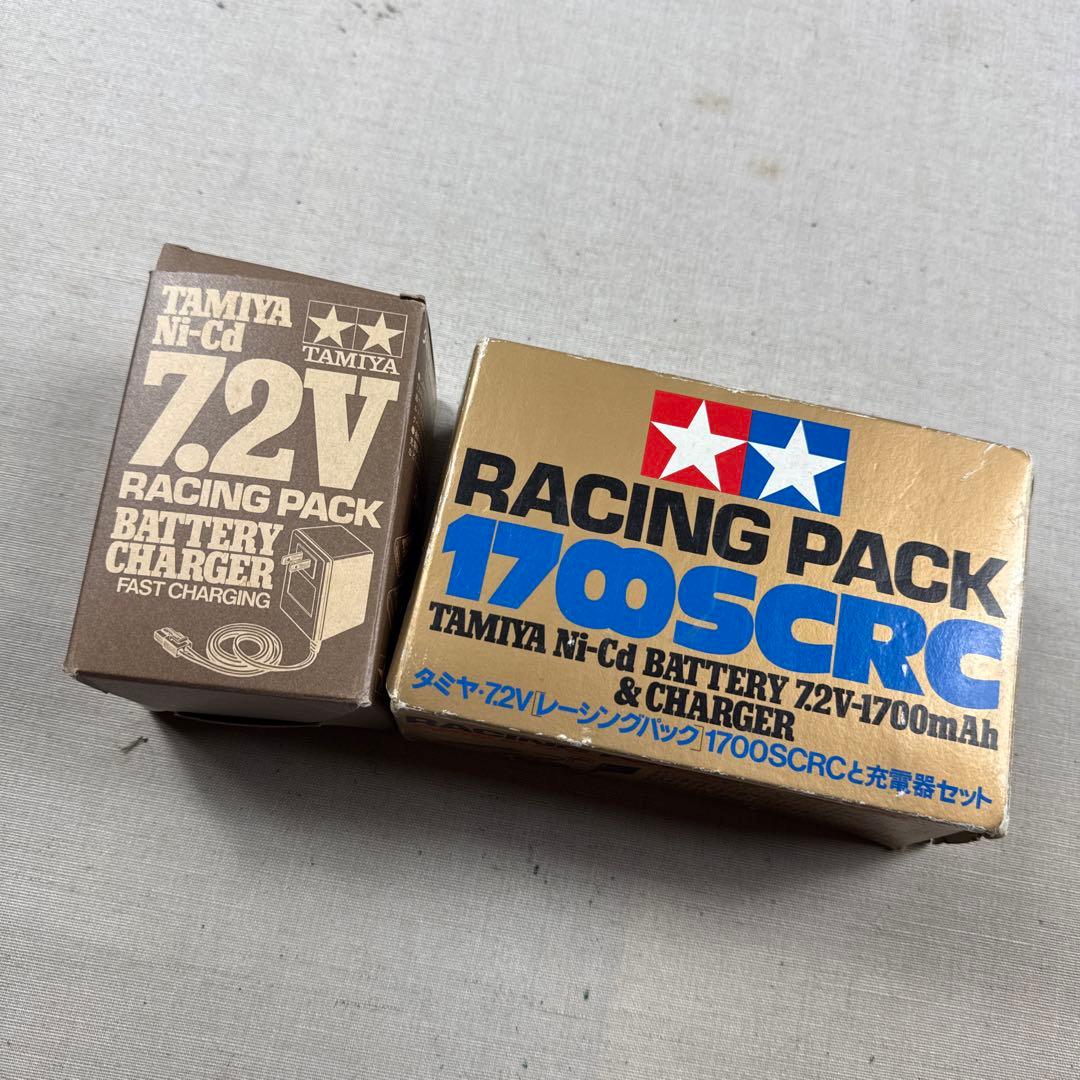 TAMIYA
Ni-Cd
TAMIYA
7.2V
RACING PACK
BATTERY
CHARGER
FAST CHARGING
RACING PACK
1700SCRC
TAMIYA Ni-Cd BATTERY 7.2V-1700mAh
& CHARGER
タミヤ・7.2V[レーシングパック]1700SCRCと充電器セット